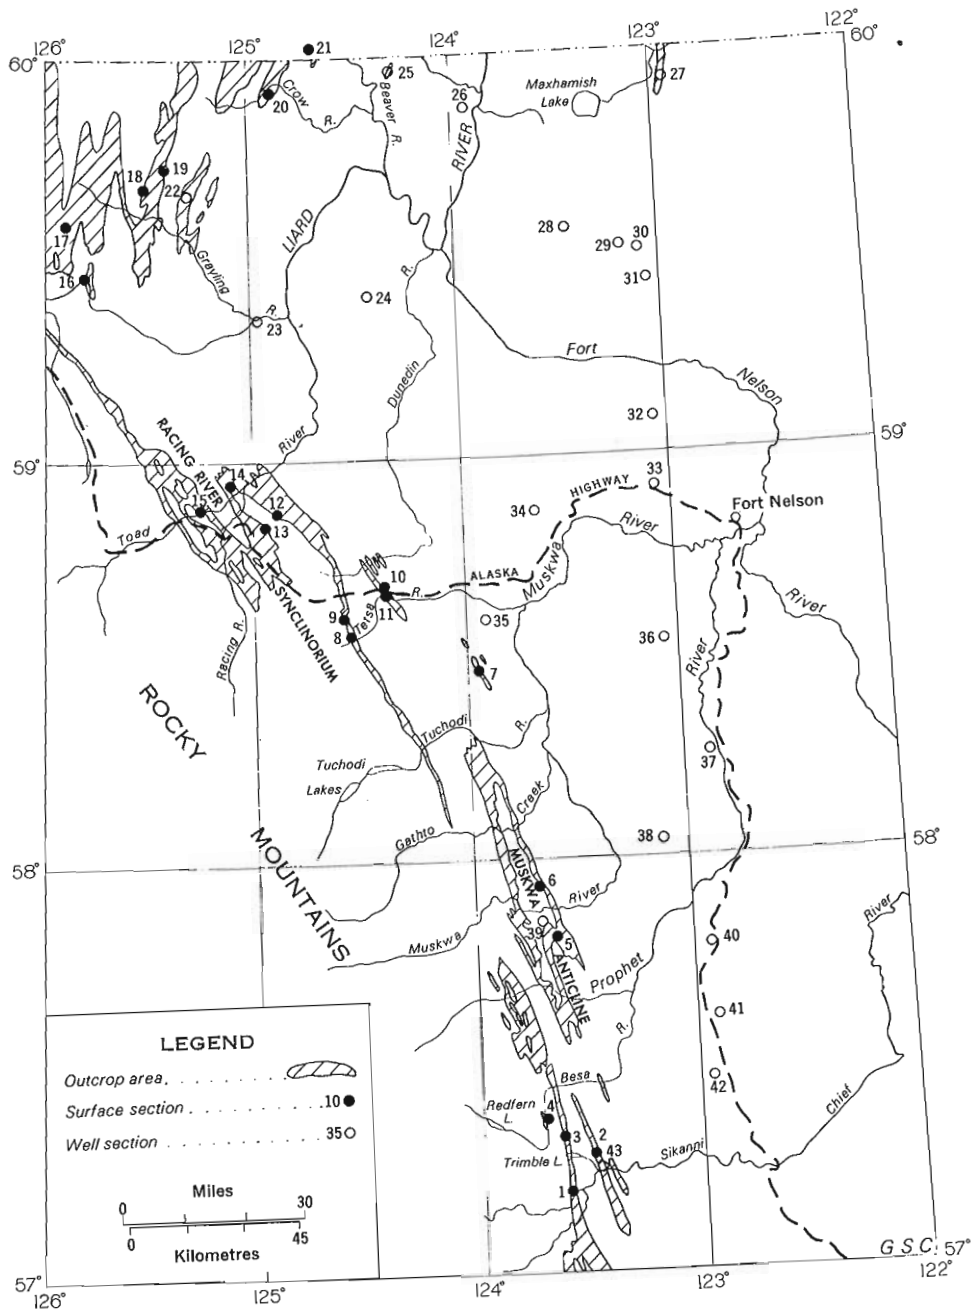 126°
125°
124°
123°
122°
60°
60°
21
25
20
Crow
R.
Beaver R.
26
RIVER
Maxhamish
Lake
27
18
19
22
17
16
Grayling
R.
23
LIARD
24
R.
Dunedin
28
29
30
31
Fort
Nelson
32
59°
59°
RACING
RIVER
SYNCLINORIUM
River
14
15
12
13
Toad
33
HIGHWAY
34
Fort Nelson
River
ALASKA
Muskwa
10
11
R.
9
8
Tetsa
35
7
36
River
River
Racing R.
ROCKY
MOUNTAINS
Tuchodi
R.
Tuchodi
Lakes
37
Creek
Gathto
38
58°
58°
MUSKWA
ANTICLINE
6
River
39
5
Muskwa
Prophet
R.
40
River
41
42
Chief
Besa
Redfern
L.
4
3
2
43
Trimble L.
Sikanni
1
LEGEND
Outcrop area. . . . . . . . . .
Surface section . . . . . . . . . . 10
Well section . . . . . . . . . . . 35
Miles
0 30
0 45
Kilometres
G S C
57°
57°
126°
125°
124°
123°
122°